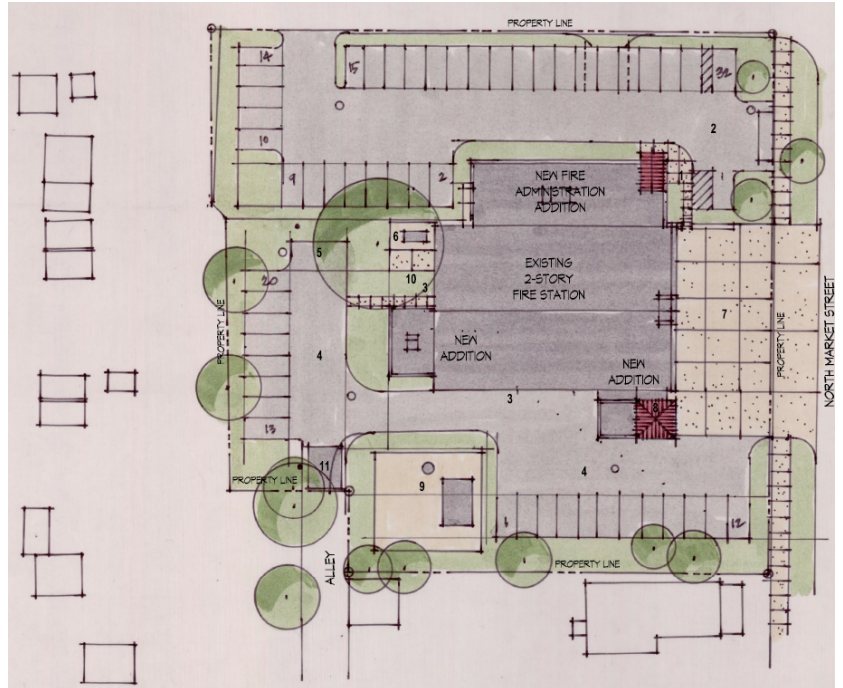 PROPERTY LINE
14
15
32
2
10
9
2
1
NEW FIRE
ADMINISTRATION
ADDITION
6
5
10
3
EXISTING
2-STORY
FIRE STATION
20
PROPERTY LINE
4
7
PROPERTY LINE
NORTH MARKET STREET
NEW
ADDITION
NEW
ADDITION
3
8
13
11
PROPERTY LINE
9
4
1
12
ALLEY
PROPERTY LINE